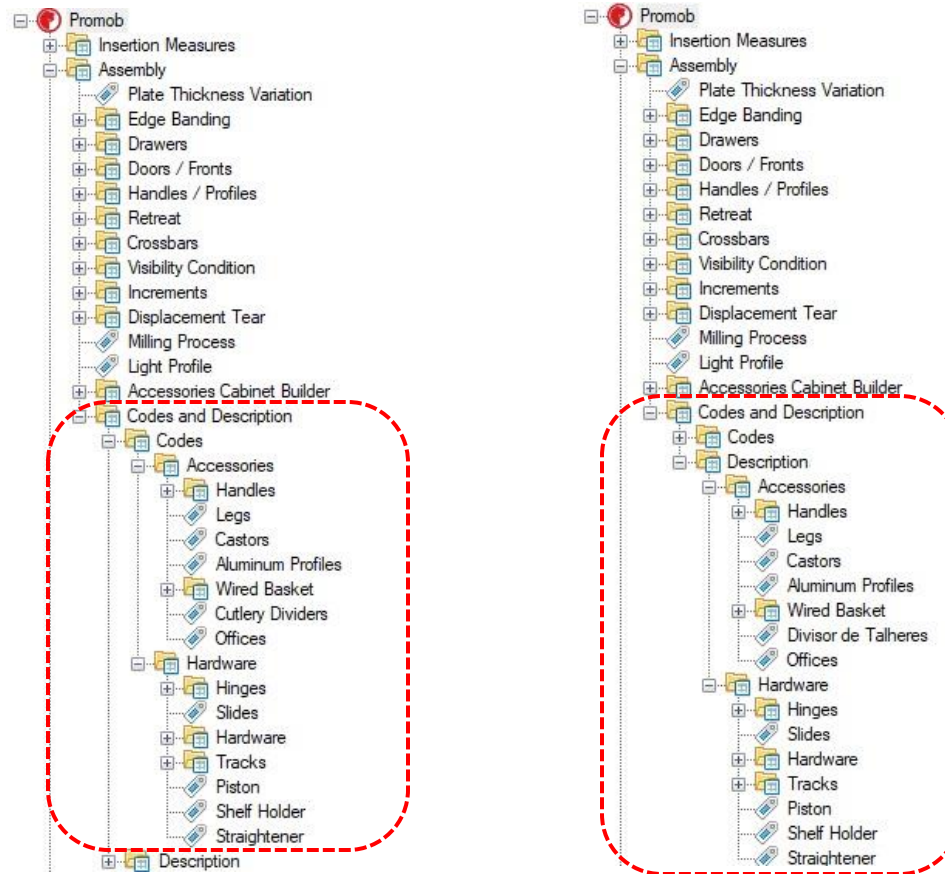 Promob
Insertion Measures
Assembly
Plate Thickness Variation
Edge Banding
Drawers
Doors / Fronts
Handles / Profiles
Retreat
Crossbars
Visibility Condition
Increments
Displacement Tear
Milling Process
Light Profile
Accessories Cabinet Builder
Codes and Description
Codes
Accessories
Handles
Legs
Castors
Aluminum Profiles
Wired Basket
Cutlery Dividers
Offices
Hardware
Hinges
Slides
Hardware
Tracks
Piston
Shelf Holder
Straightener
Description
Promob
Insertion Measures
Assembly
Plate Thickness Variation
Edge Banding
Drawers
Doors / Fronts
Handles / Profiles
Retreat
Crossbars
Visibility Condition
Increments
Displacement Tear
Milling Process
Light Profile
Accessories Cabinet Builder
Codes and Description
Codes
Description
Accessories
Handles
Legs
Castors
Aluminum Profiles
Wired Basket
Divisor de Talheres
Offices
Hardware
Hinges
Slides
Hardware
Tracks
Piston
Shelf Holder
Straightener